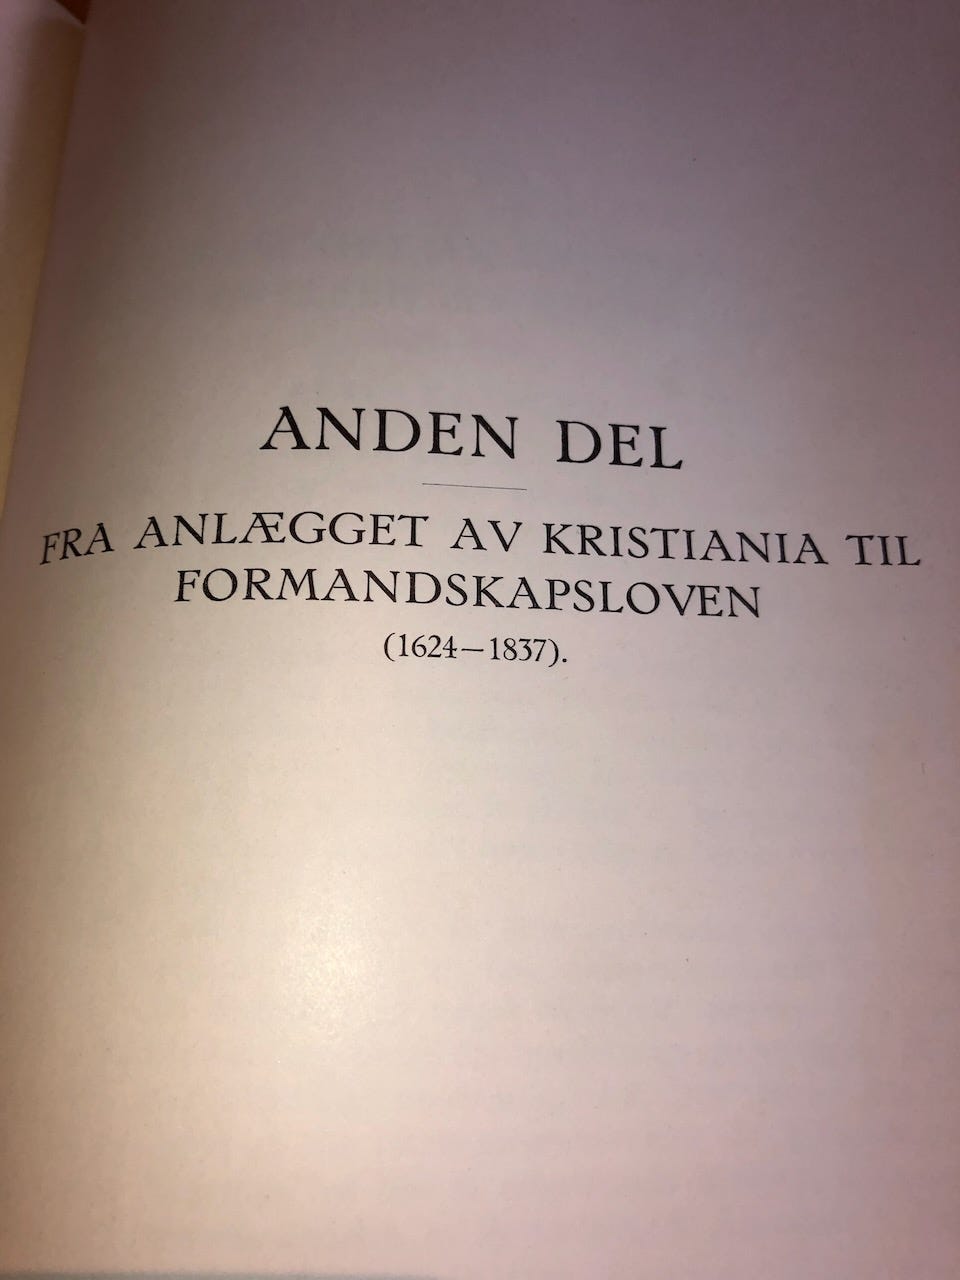 ANDEN DEL
FRA ANLÆGGET AV KRISTIANIA TIL
FORMANDSKAPSLOVEN
(1624—1837).